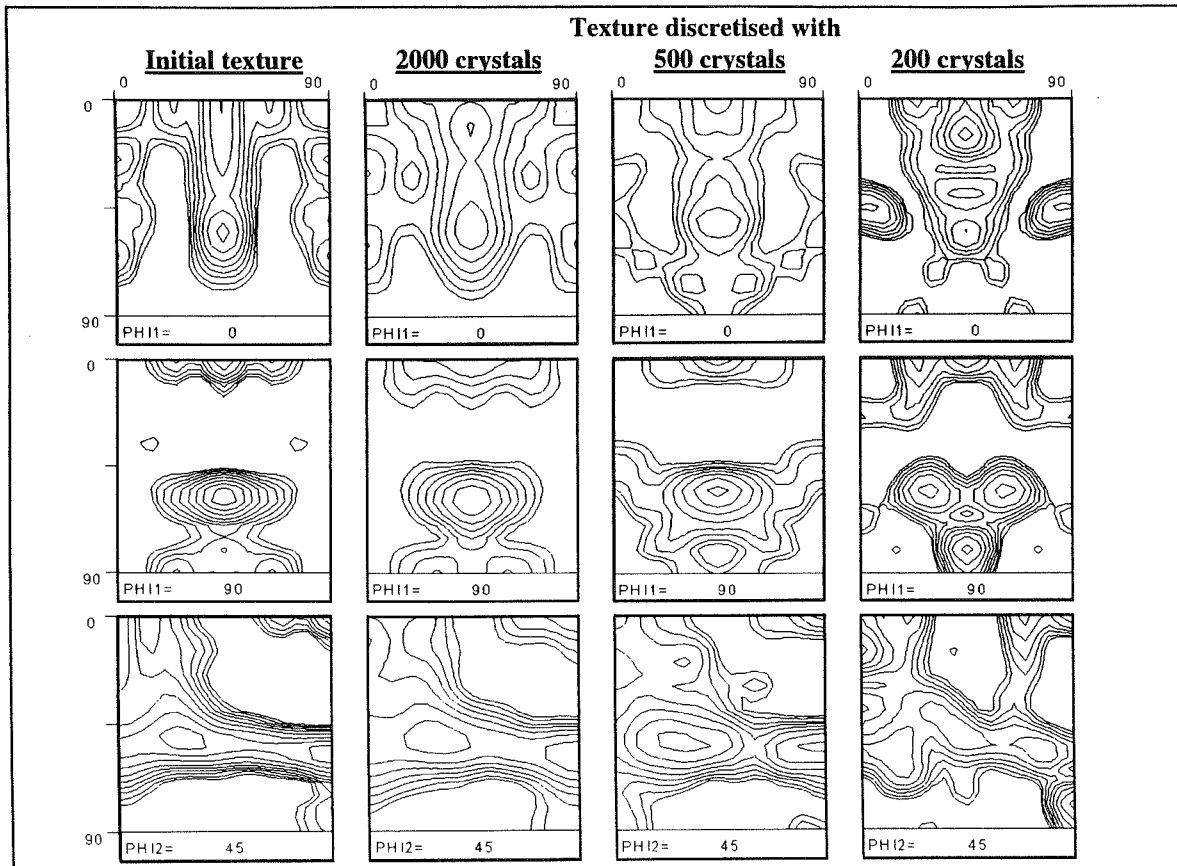 Texture discretised with
Initial texture 2000 crystals 500 crystals 200 crystals
0 90 0 90 0 90 0 90
0
90
PHI1= 0 PHI1= 0 PHI1= 0 PHI1= 0
0
90
PHI1= 90 PHI1= 90 PHI1= 90 PHI1= 90
0
90
PHI2= 45 PHI2= 45 PHI2= 45 PHI2= 45